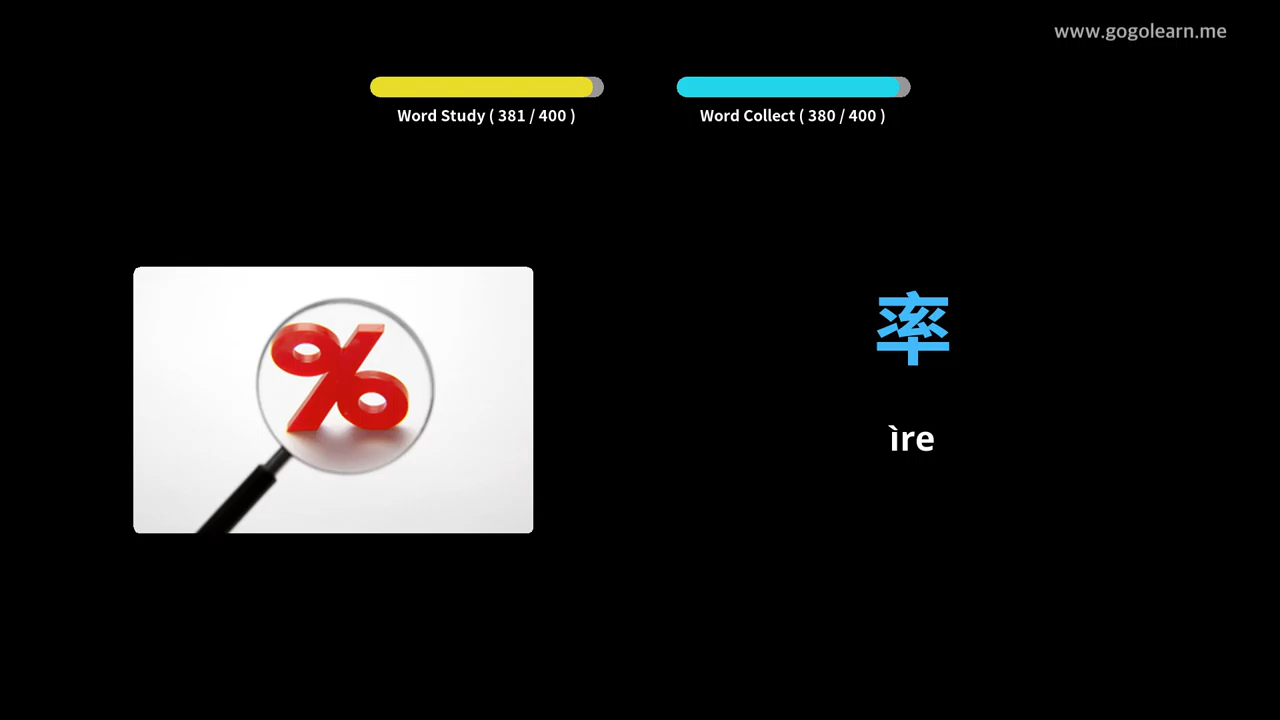 www.gogolearn.me
Word Study ( 381 / 400 )
Word Collect ( 380 / 400 )
%
率
ìre